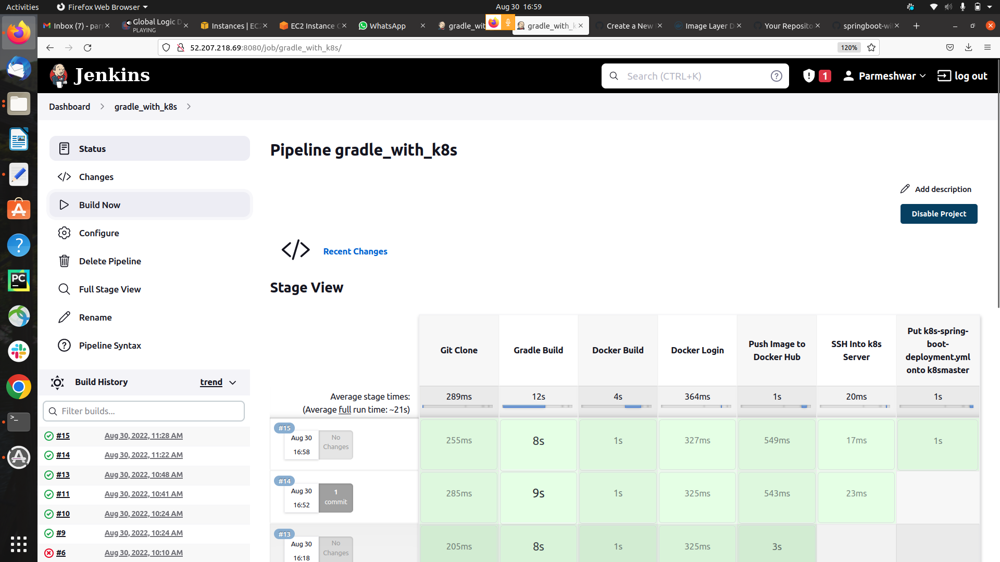 Activities
Firefox Web Browser
Aug 30 16:59
Inbox (7) - par
Global Logic D
PLAYING
Instances | EC
EC2 Instance C
WhatsApp
gradle_wit
gradle_with_k
Create a New
Image Layer D
Your Reposito
springboot-wi
52.207.218.69:8080/job/gradle_with_k8s/
120%
Jenkins
Search (CTRL+K)
1
Parmeshwar
log out
Dashboard
gradle_with_k8s
Status
Changes
Build Now
Configure
Delete Pipeline
Full Stage View
Rename
Pipeline Syntax
Build History
trend
Filter builds...
#15 Aug 30, 2022, 11:28 AM
#14 Aug 30, 2022, 11:22 AM
#13 Aug 30, 2022, 10:48 AM
#11 Aug 30, 2022, 10:41 AM
#10 Aug 30, 2022, 10:24 AM
#9 Aug 30, 2022, 10:24 AM
#6 Aug 30, 2022, 10:10 AM
Pipeline gradle_with_k8s
Add description
Disable Project
Recent Changes
Stage View
Git Clone
Gradle Build
Docker Build
Docker Login
Push Image to
Docker Hub
SSH Into k8s
Server
Put k8s-spring-
boot-
deployment.yml
onto k8smaster
Average stage times:
(Average full run time: ~21s)
289ms
12s
4s
364ms
1s
20ms
1s
#15
Aug 30
16:58
No
Changes
255ms
8s
1s
327ms
549ms
17ms
1s
#14
Aug 30
16:52
1
commit
285ms
9s
1s
325ms
543ms
23ms
#13
Aug 30
16:18
No
Changes
205ms
8s
1s
325ms
3s
PC